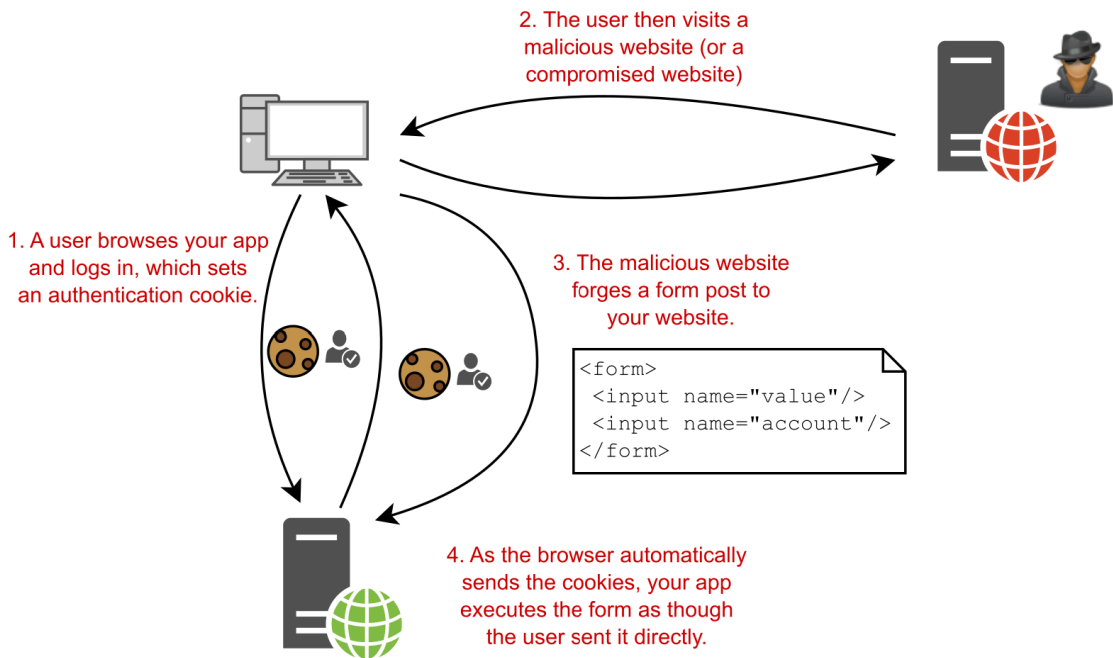 2. The user then visits a
malicious website (or a
compromised website)
1. A user browses your app
and logs in, which sets
an authentication cookie.
3. The malicious website
forges a form post to
your website.
<form>
<input name="value"/>
<input name="account"/>
</form>
4. As the browser automatically
sends the cookies, your app
executes the form as though
the user sent it directly.